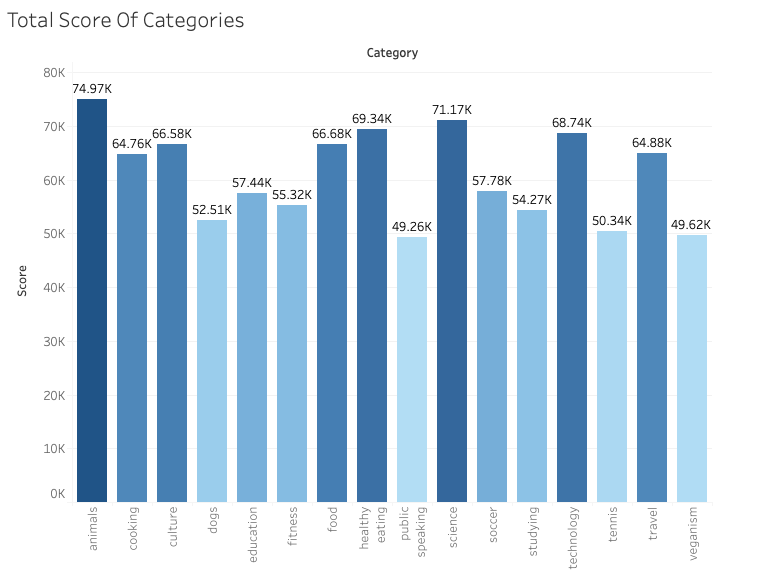 Total Score Of Categories
Category
80K
70K
60K
50K
40K
30K
20K
10K
0K
Score
74.97K
64.76K
66.58K
52.51K
57.44K
55.32K
66.68K
69.34K
49.26K
71.17K
57.78K
54.27K
68.74K
50.34K
64.88K
49.62K
animals
cooking
culture
dogs
education
fitness
food
healthy
eating
public
speaking
science
soccer
studying
technology
tennis
travel
veganism